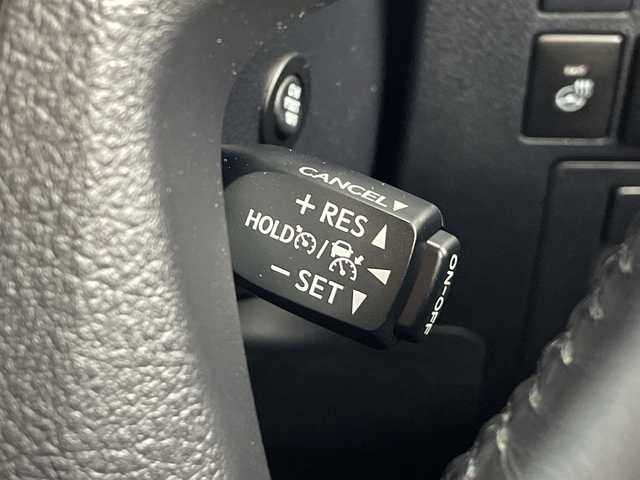 CANCEL▼
+ RES ▲
HOLD / ◀
− SET ▼
ON-OFF